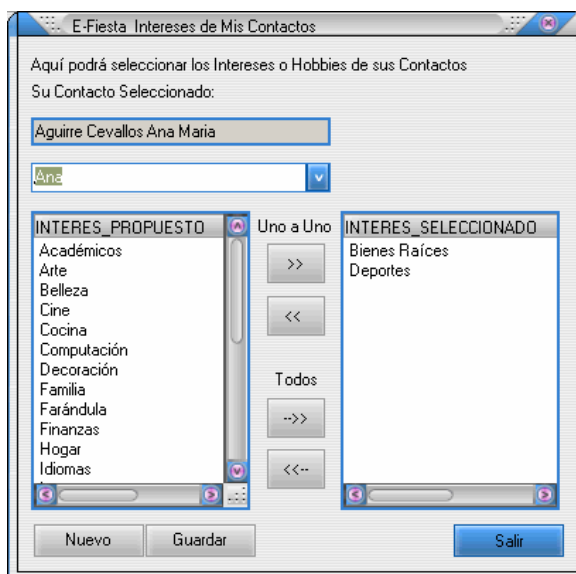 E-Fiesta Intereses de Mis Contactos
Aquí podrá seleccionar los Intereses o Hobbies de sus Contactos
Su Contacto Seleccionado:
Aguirre Cevallos Ana Maria
Ana
INTERES_PROPUESTO
Académicos
Arte
Belleza
Cine
Cocina
Computación
Decoración
Familia
Farándula
Finanzas
Hogar
Idiomas
Uno a Uno
>>
<<
Todos
-->>
<<--
INTERES_SELECCIONADO
Bienes Raíces
Deportes
Nuevo
Guardar
Salir